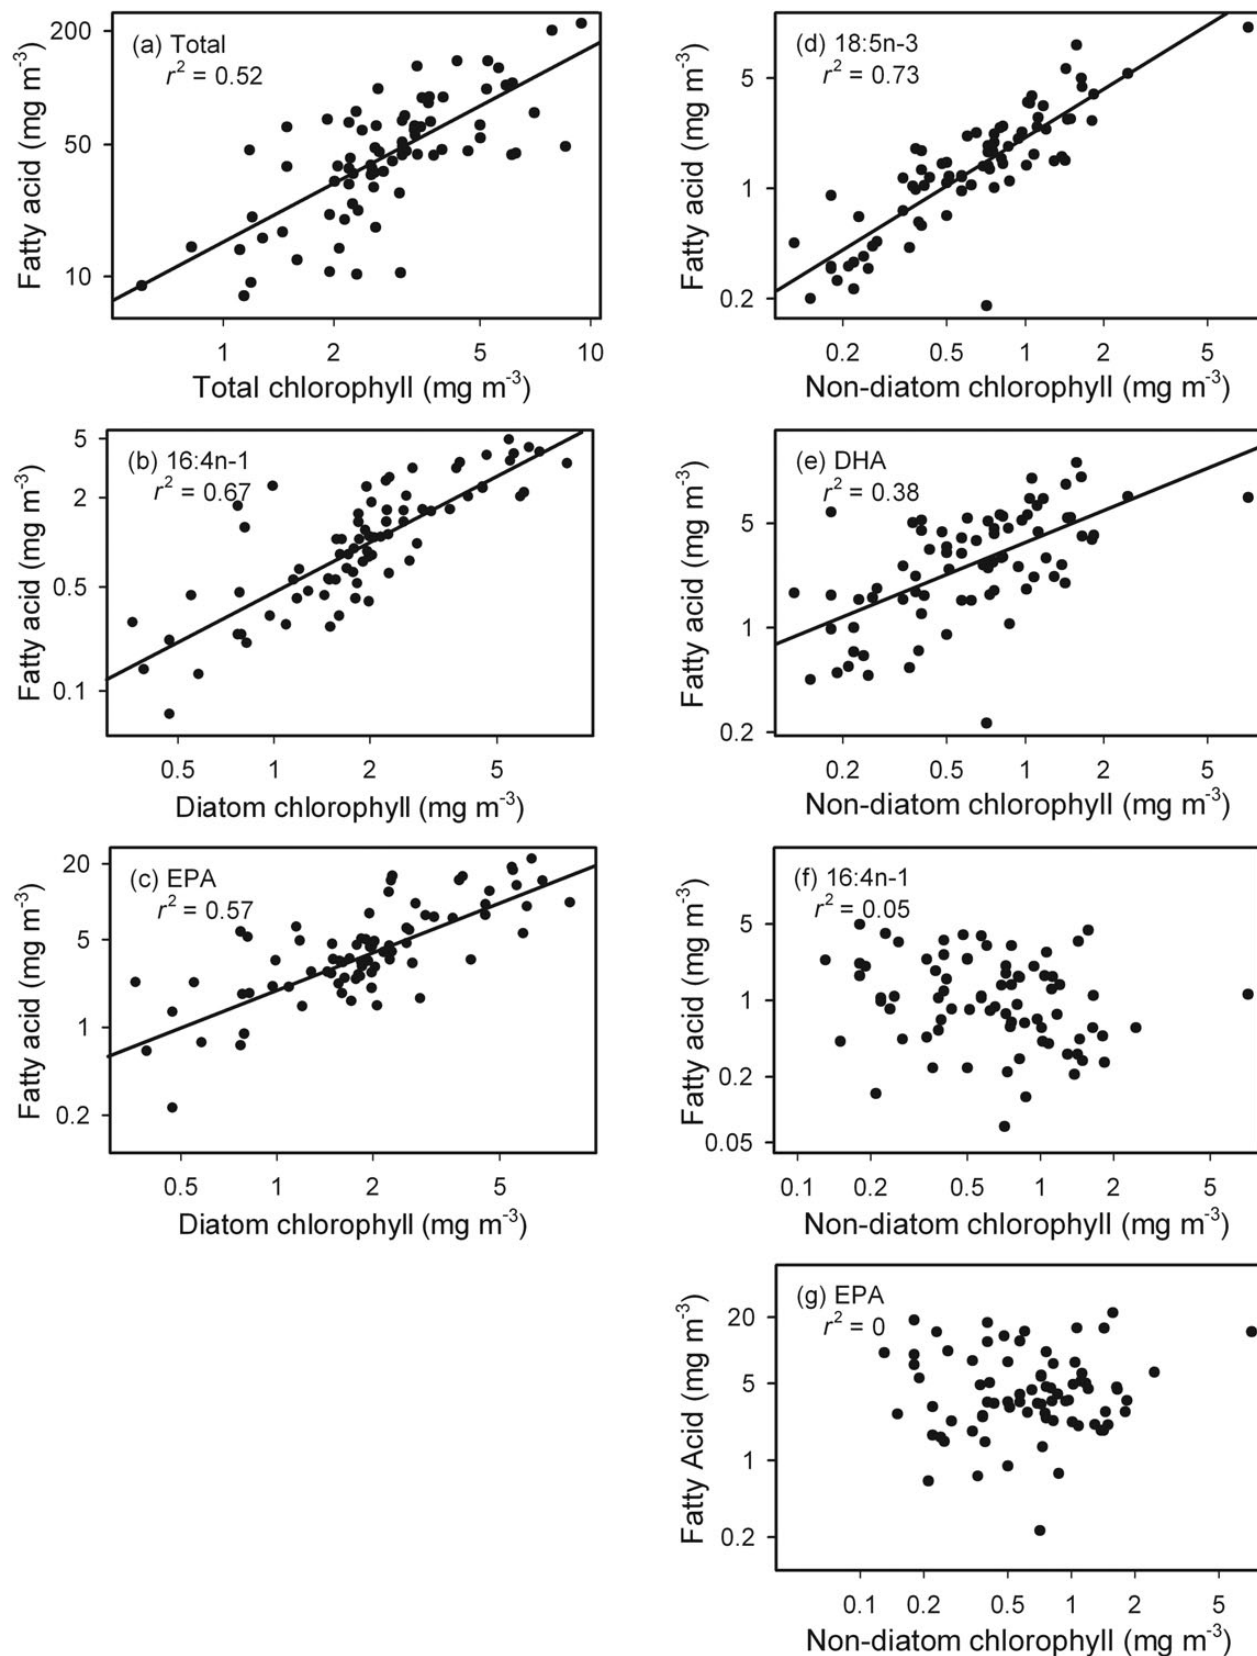 (a) Total
r² = 0.52
Fatty acid (mg m⁻³)
200
50
10
1 2 5 10
Total chlorophyll (mg m⁻³)
(b) 16:4n-1
r² = 0.67
Fatty acid (mg m⁻³)
5
2
0.5
0.1
0.5 1 2 5
Diatom chlorophyll (mg m⁻³)
(c) EPA
r² = 0.57
Fatty acid (mg m⁻³)
20
5
1
0.2
0.5 1 2 5
Diatom chlorophyll (mg m⁻³)
(d) 18:5n-3
r² = 0.73
Fatty acid (mg m⁻³)
5
1
0.2
0.2 0.5 1 2 5
Non-diatom chlorophyll (mg m⁻³)
(e) DHA
r² = 0.38
Fatty acid (mg m⁻³)
5
1
0.2
0.2 0.5 1 2 5
Non-diatom chlorophyll (mg m⁻³)
(f) 16:4n-1
r² = 0.05
Fatty acid (mg m⁻³)
5
1
0.2
0.05
0.1 0.2 0.5 1 2 5
Non-diatom chlorophyll (mg m⁻³)
(g) EPA
r² = 0
Fatty Acid (mg m⁻³)
20
5
1
0.2
0.1 0.2 0.5 1 2 5
Non-diatom chlorophyll (mg m⁻³)